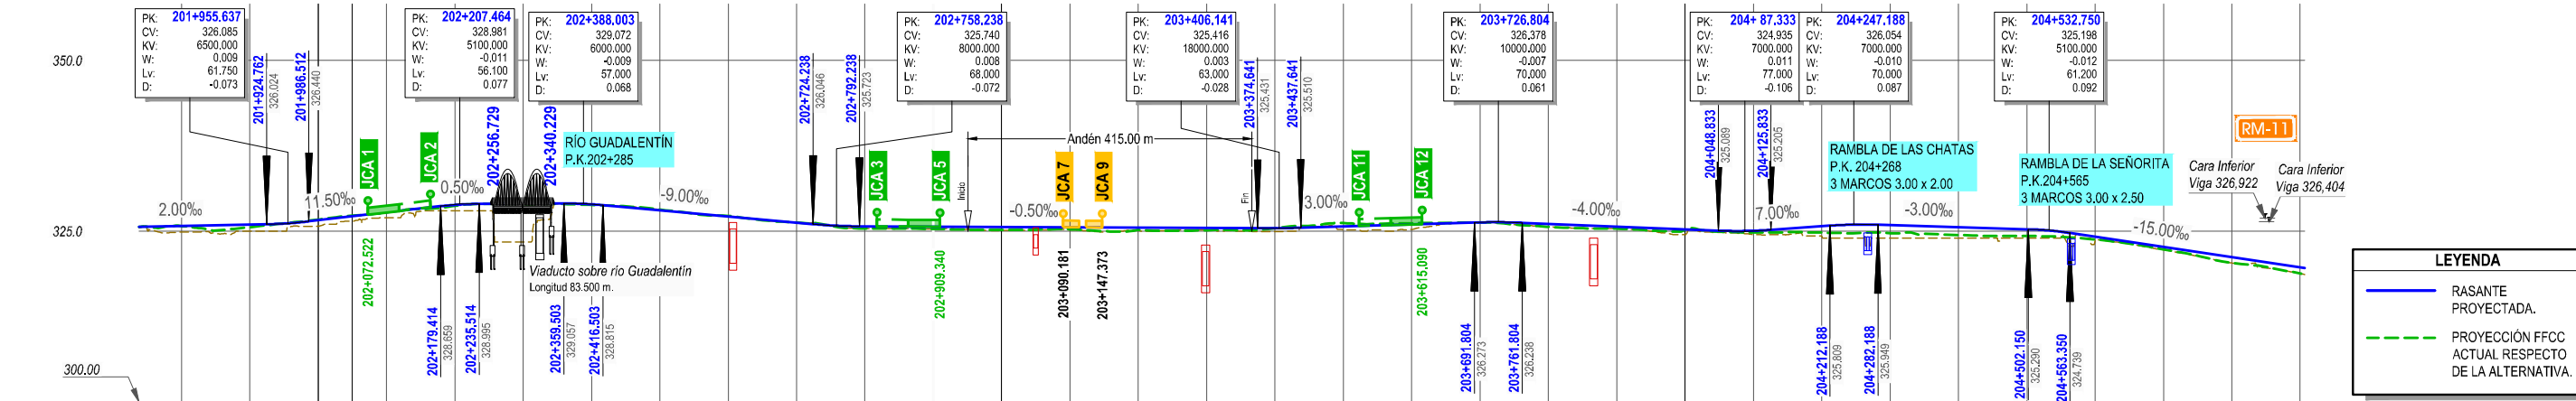 PK: 201+955.637
CV: 326.085
KV: 6500.000
W: 0.009
Lv: 61.750
D: -0.073
PK: 202+207.464
CV: 328.981
KV: 5100,000
W: -0.011
Lv: 56,100
D: 0.077
PK: 202+388,003
CV: 329,072
KV: 6000.000
W: -0.009
Lv: 57,000
D: 0,068
PK: 202+758,238
CV: 325,740
KV: 8000.000
W: 0.008
Lv: 68,000
D: -0,072
PK: 203+406,141
CV: 325,416
KV: 18000.000
W: 0.003
Lv: 63,000
D: -0.028
PK: 203+726,804
CV: 326,378
KV: 10000.000
W: -0.007
Lv: 70,000
D: 0.061
PK: 204+ 87.333
CV: 324,935
KV: 7000.000
W: 0.011
Lv: 77,000
D: -0.106
PK: 204+247.188
CV: 326,054
KV: 7000.000
W: -0.010
Lv: 70,000
D: 0.087
PK: 204+532,750
CV: 325,198
KV: 5100.000
W: -0,012
Lv: 61,200
D: 0.092
350.0
325.0
300.00
201+924.762
326.024
201+986.512
326.440
202+256.729
202+340.229
202+724.238
326.046
202+792.238
325.723
203+374.641
325.431
203+437.641
325.510
204+048.833
325.089
204+125.833
325.205
JCA 1
JCA 2
JCA 3
JCA 5
JCA 7
JCA 9
JCA 11
JCA 12
RÍO GUADALENTÍN
P.K.202+285
Andén 415.00 m
Inicio
Fin
RAMBLA DE LAS CHATAS
P.K. 204+268
3 MARCOS 3.00 x 2.00
RAMBLA DE LA SEÑORITA
P.K.204+565
3 MARCOS 3.00 x 2.50
RM-11
Cara Inferior
Viga 326,922
Cara Inferior
Viga 326,404
2.00‰
11.50‰
0.50‰
-9.00‰
-0.50‰
3.00‰
-4.00‰
7.00‰
-3.00‰
-15.00‰
Viaducto sobre río Guadalentín
Longitud 83.500 m.
202+072.522
202+179.414
328.659
202+235.514
328.995
202+359.503
329.057
202+416.503
328.815
202+909.340
203+090.181
203+147.373
203+615.090
203+691.804
326.273
203+761.804
326.238
204+212.188
325.809
204+282.188
325.949
204+502.150
325.290
204+563.350
324.739
LEYENDA
RASANTE
PROYECTADA.
PROYECCIÓN FFCC
ACTUAL RESPECTO
DE LA ALTERNATIVA.